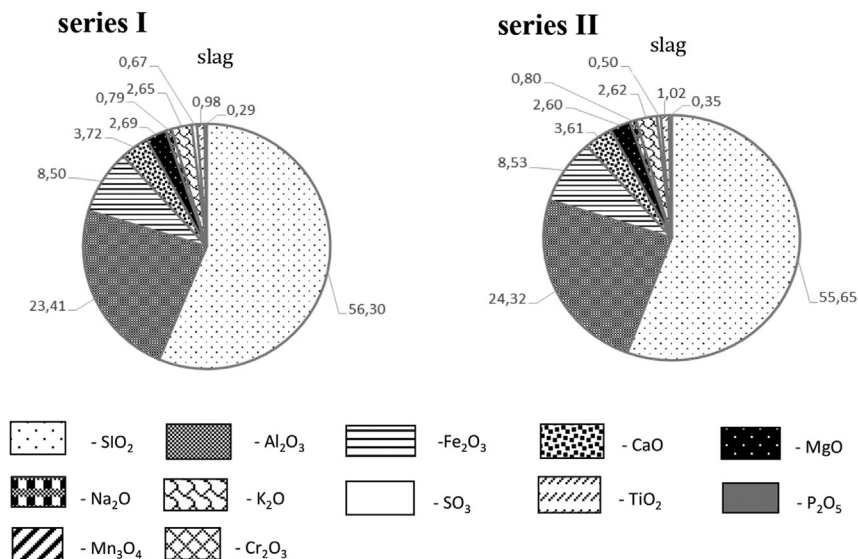 series I
slag
0,67
2,65
0,79
2,69
3,72
8,50
23,41
0,98
0,29
56,30
series II
slag
0,50
2,62
0,80
2,60
3,61
8,53
24,32
1,02
0,35
55,65
- SIO₂
- Al₂O₃
-Fe₂O₃
- CaO
- MgO
- Na₂O
- K₂O
- SO₃
- TiO₂
- P₂O₅
- Mn₃O₄
- Cr₂O₃